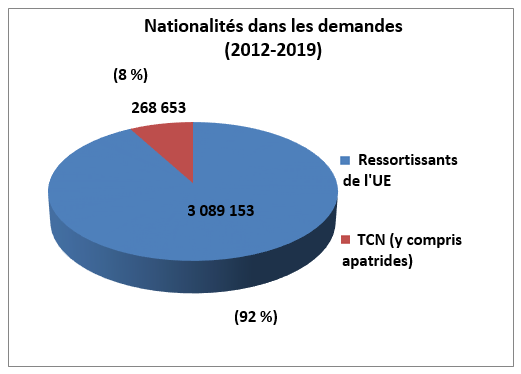 Nationalités dans les demandes
(2012-2019)
(8 %)
268 653
3 089 153
(92 %)
Ressortissants
de l'UE
TCN (y compris
apatrides)